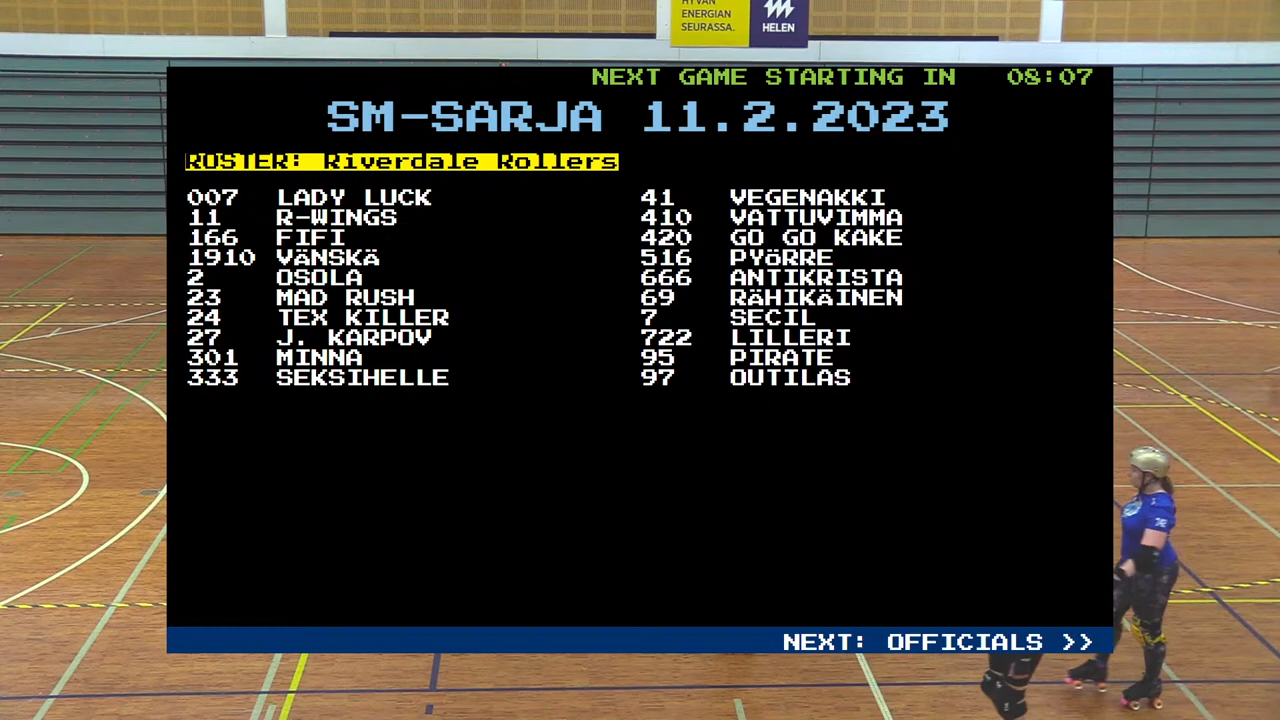 HYVÄN
ENERGIAN
SEURASSA.
HELEN
NEXT GAME STARTING IN 08:07
SM-SARJA 11.2.2023
ROSTER: Riverdale Rollers
007 LADY LUCK
11 R-WINGS
166 FIFI
1910 VÄNSKÄ
2 OSOLA
23 MAD RUSH
24 TEX KILLER
27 J. KARPOV
301 MINNA
333 SEKSIHELLE
41 VEGENAKKI
410 VATTUVIMMA
420 GO GO KAKE
516 PYöRRE
666 ANTIKRISTA
69 RÄHIKÄINEN
7 SECIL
722 LILLERI
95 PIRATE
97 OUTILAS
NEXT: OFFICIALS >>